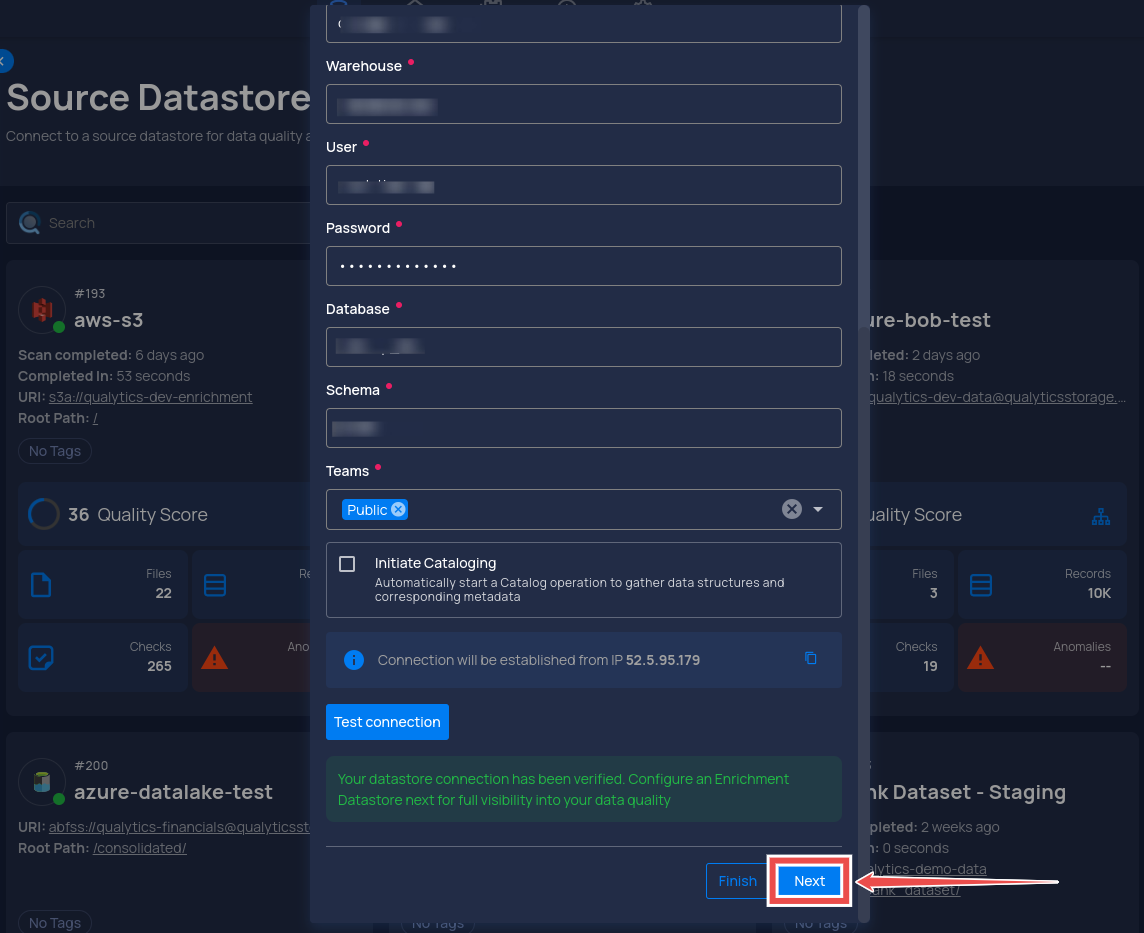 Source Datastore
Connect to a source datastore for data quality a
Search
#193
aws-s3
Scan completed: 6 days ago
Completed In: 53 seconds
URI: s3a://qualytics-dev-enrichment
Root Path: /
No Tags
36 Quality Score
Files
22
Checks
265
#200
azure-datalake-test
URI: abfss://qualytics-financials@qualyticsst
Root Path: /consolidated/
No Tags
Warehouse
User
Password
•••••••••••••
Database
Schema
Teams
Public
Initiate Cataloging
Automatically start a Catalog operation to gather data structures and
corresponding metadata
Connection will be established from IP 52.5.95.179
Test connection
Your datastore connection has been verified. Configure an Enrichment
Datastore next for full visibility into your data quality
Finish
Next
No Tags
ure-bob-test
leted: 2 days ago
n: 18 seconds
qualytics-dev-data@qualyticsstorage....
uality Score
Files
3
Records
10K
Checks
19
Anomalies
--
nk Dataset - Staging
pleted: 2 weeks ago
n: 0 seconds
alytics-demo-data
ank_dataset/
No Tags